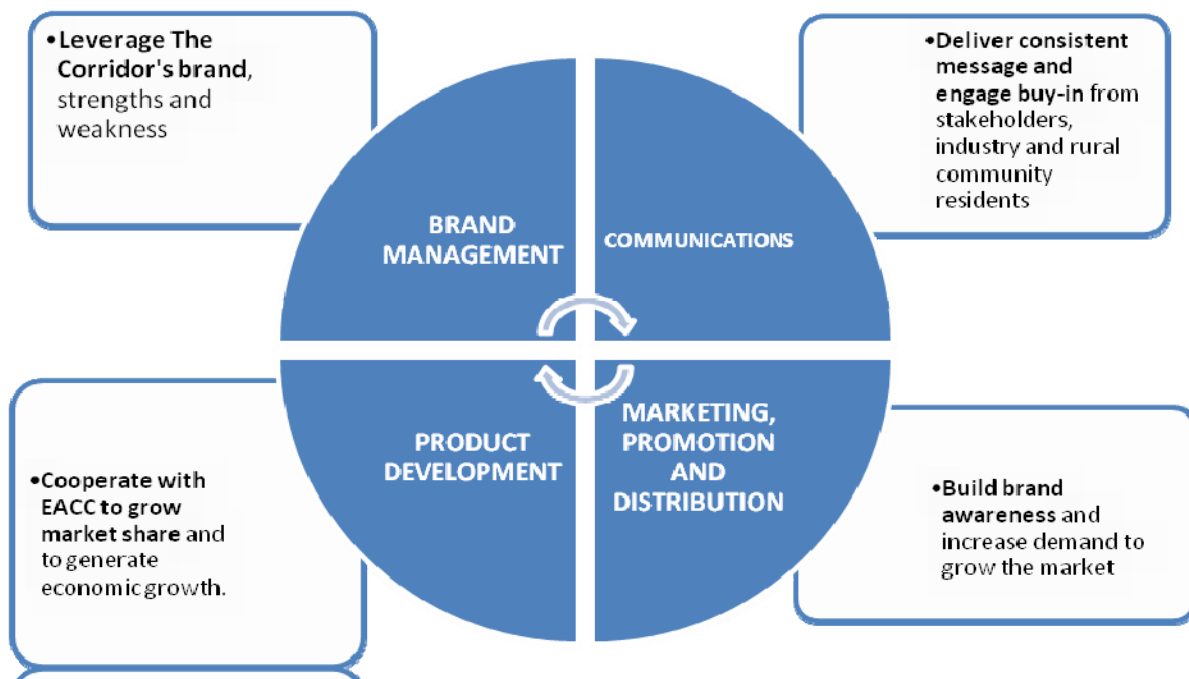 •Leverage The
Corridor's brand,
strengths and
weakness
•Deliver consistent
message and
engage buy-in from
stakeholders,
industry and rural
community
residents
BRAND
MANAGEMENT
COMMUNICATIONS
PRODUCT
DEVELOPMENT
MARKETING,
PROMOTION
AND
DISTRIBUTION
•Cooperate with
EACC to grow
market share and
to generate
economic growth.
•Build brand
awareness and
increase demand to
grow the market